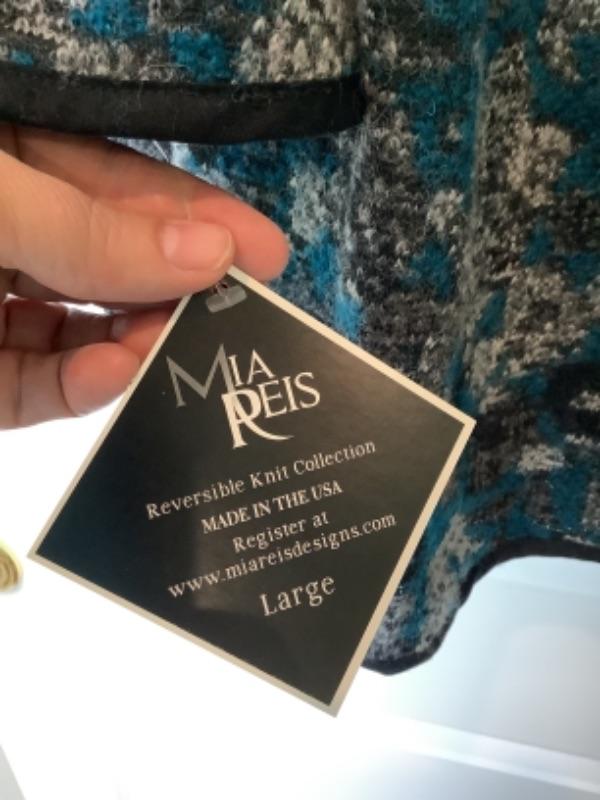 MIA
REIS
Reversible Knit Collection
MADE IN THE USA
Register at
www.miareisdesigns.com
Large